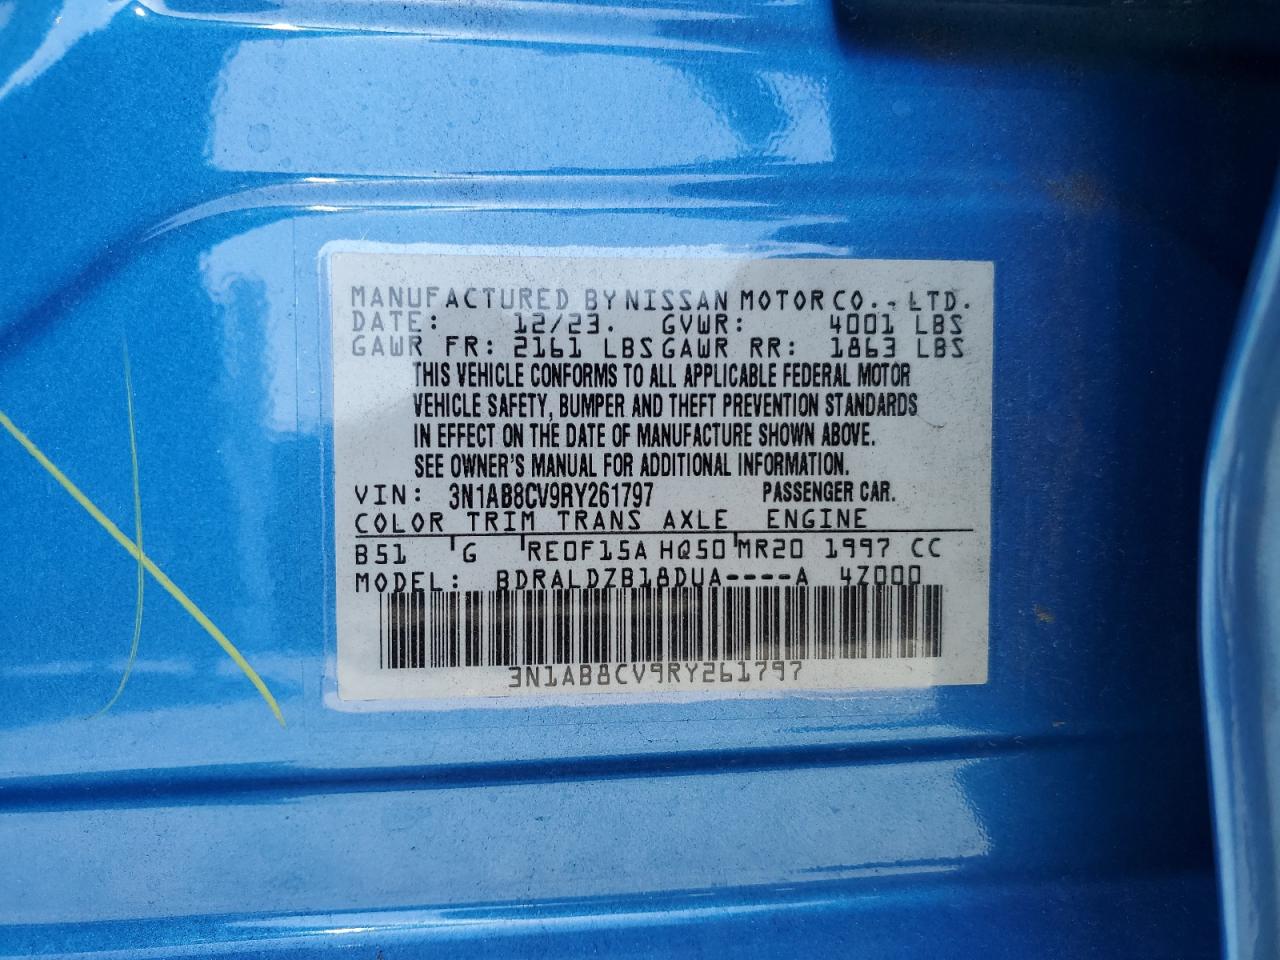 MANUFACTURED BY NISSAN MOTOR CO., LTD.
DATE: 12/23. GVWR: 4001 LBS
GAWR FR: 2161 LBS GAWR RR: 1863 LBS
THIS VEHICLE CONFORMS TO ALL APPLICABLE FEDERAL MOTOR
VEHICLE SAFETY, BUMPER AND THEFT PREVENTION STANDARDS
IN EFFECT ON THE DATE OF MANUFACTURE SHOWN ABOVE.
SEE OWNER'S MANUAL FOR ADDITIONAL INFORMATION.
VIN: 3N1AB8CV9RY261797 PASSENGER CAR.
COLOR TRIM TRANS AXLE ENGINE
B51 G RE0F15A HQ50 MR20 1997 CC
MODEL: BDRALDZB18DUA----A 4Z000
3N1AB8CV9RY261797